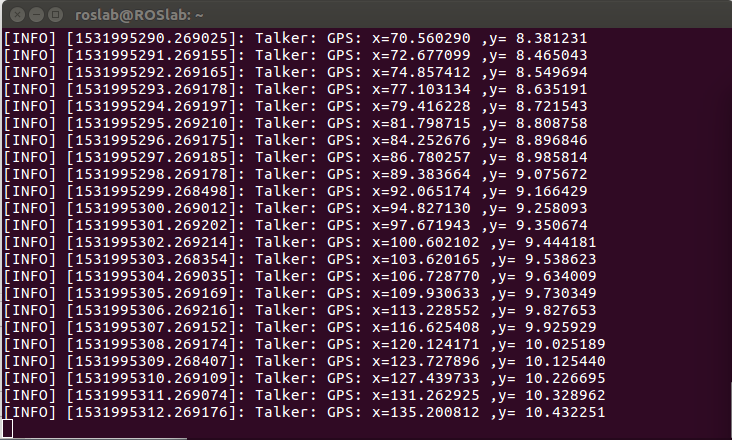 roslab@ROSlab: ~
[INFO] [1531995290.269025]: Talker: GPS: x=70.560290 ,y= 8.381231
[INFO] [1531995291.269155]: Talker: GPS: x=72.677099 ,y= 8.465043
[INFO] [1531995292.269165]: Talker: GPS: x=74.857412 ,y= 8.549694
[INFO] [1531995293.269178]: Talker: GPS: x=77.103134 ,y= 8.635191
[INFO] [1531995294.269197]: Talker: GPS: x=79.416228 ,y= 8.721543
[INFO] [1531995295.269210]: Talker: GPS: x=81.798715 ,y= 8.808758
[INFO] [1531995296.269175]: Talker: GPS: x=84.252676 ,y= 8.896846
[INFO] [1531995297.269185]: Talker: GPS: x=86.780257 ,y= 8.985814
[INFO] [1531995298.269178]: Talker: GPS: x=89.383664 ,y= 9.075672
[INFO] [1531995299.268498]: Talker: GPS: x=92.065174 ,y= 9.166429
[INFO] [1531995300.269012]: Talker: GPS: x=94.827130 ,y= 9.258093
[INFO] [1531995301.269202]: Talker: GPS: x=97.671943 ,y= 9.350674
[INFO] [1531995302.269214]: Talker: GPS: x=100.602102 ,y= 9.444181
[INFO] [1531995303.268354]: Talker: GPS: x=103.620165 ,y= 9.538623
[INFO] [1531995304.269035]: Talker: GPS: x=106.728770 ,y= 9.634009
[INFO] [1531995305.269169]: Talker: GPS: x=109.930633 ,y= 9.730349
[INFO] [1531995306.269216]: Talker: GPS: x=113.228552 ,y= 9.827653
[INFO] [1531995307.269152]: Talker: GPS: x=116.625408 ,y= 9.925929
[INFO] [1531995308.269174]: Talker: GPS: x=120.124171 ,y= 10.025189
[INFO] [1531995309.268407]: Talker: GPS: x=123.727896 ,y= 10.125440
[INFO] [1531995310.269109]: Talker: GPS: x=127.439733 ,y= 10.226695
[INFO] [1531995311.269074]: Talker: GPS: x=131.262925 ,y= 10.328962
[INFO] [1531995312.269176]: Talker: GPS: x=135.200812 ,y= 10.432251